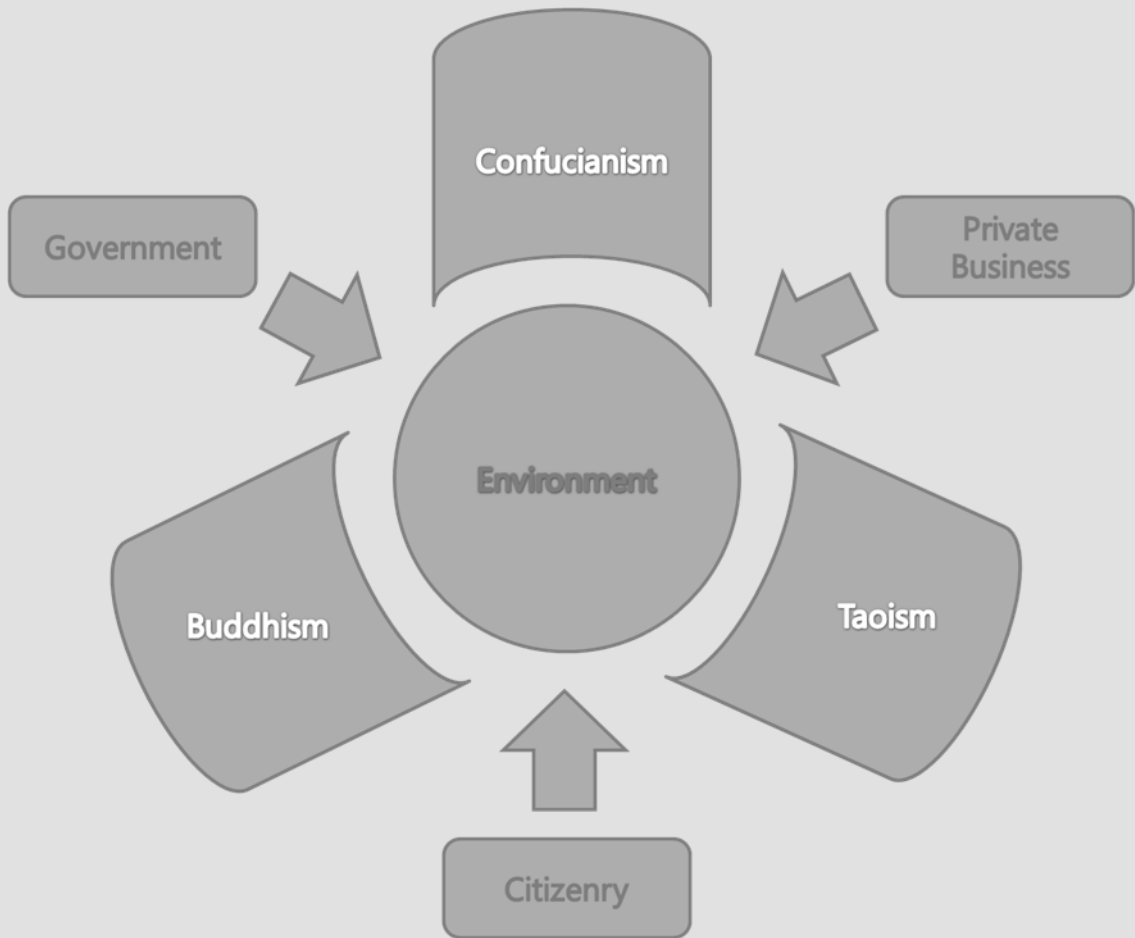 Confucianism
Government
Private
Business
Environment
Buddhism
Taoism
Citizenry